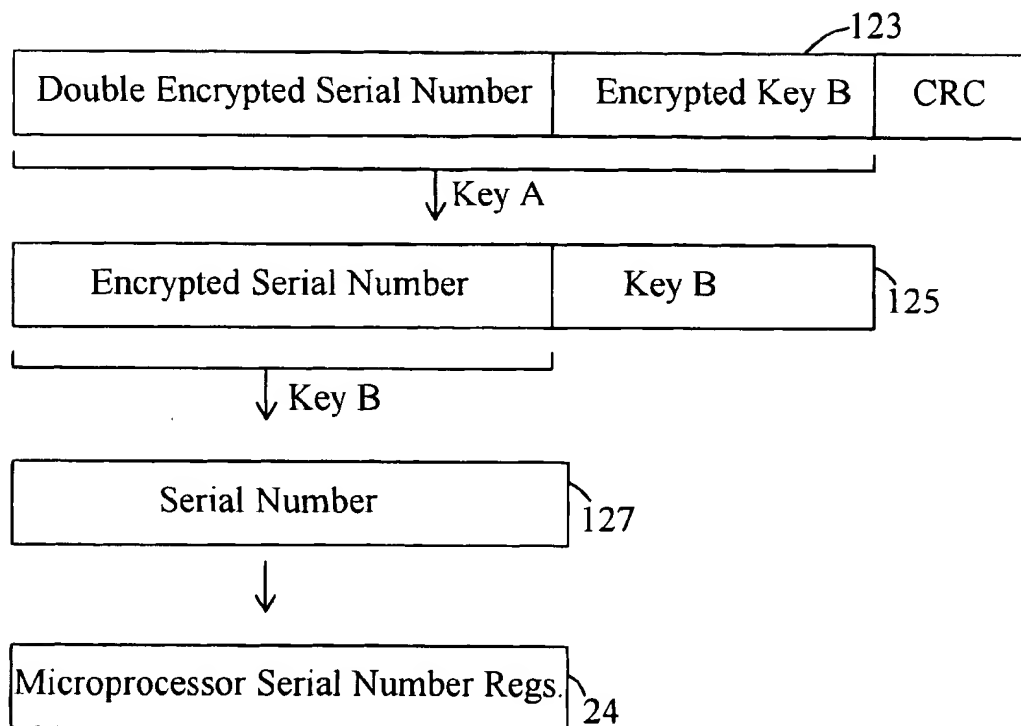 123
Double Encrypted Serial Number Encrypted Key B CRC
Key A
Encrypted Serial Number Key B
125
Key B
Serial Number
127
Microprocessor Serial Number Regs.
24